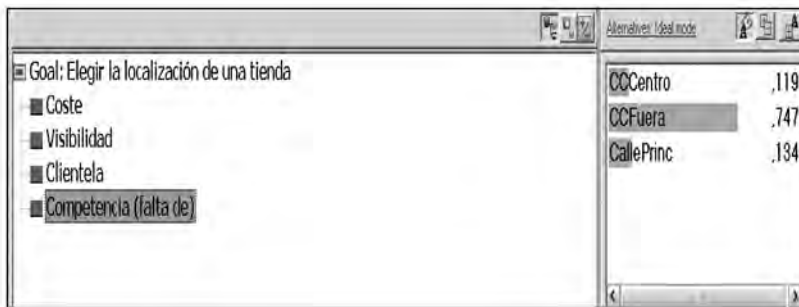 Alternatives: Ideal mode
Goal: Elegir la localización de una tienda
Coste
Visibilidad
Clientela
Competencia (falta de)
CCCentro ,119
CCFuera ,747
CallePrinc ,134